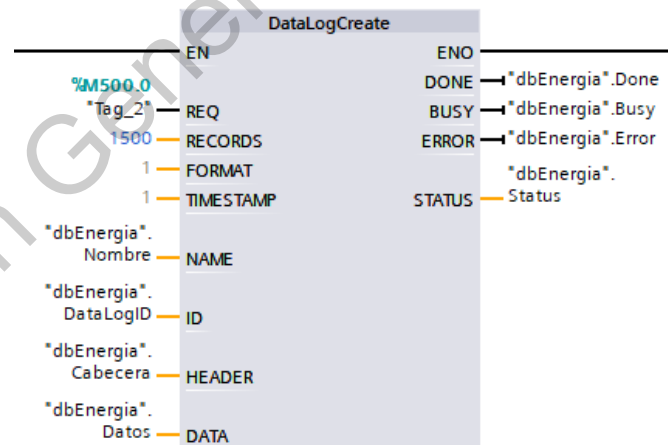 DataLogCreate
EN ENO
%M500.0
"Tag_2" REQ
1500 RECORDS
1 FORMAT
1 TIMESTAMP
DONE "dbEnergia".Done
BUSY "dbEnergia".Busy
ERROR "dbEnergia".Error
"dbEnergia".
STATUS Status
"dbEnergia".
Nombre NAME
"dbEnergia".
DataLogID ID
"dbEnergia".
Cabecera HEADER
"dbEnergia".
Datos DATA